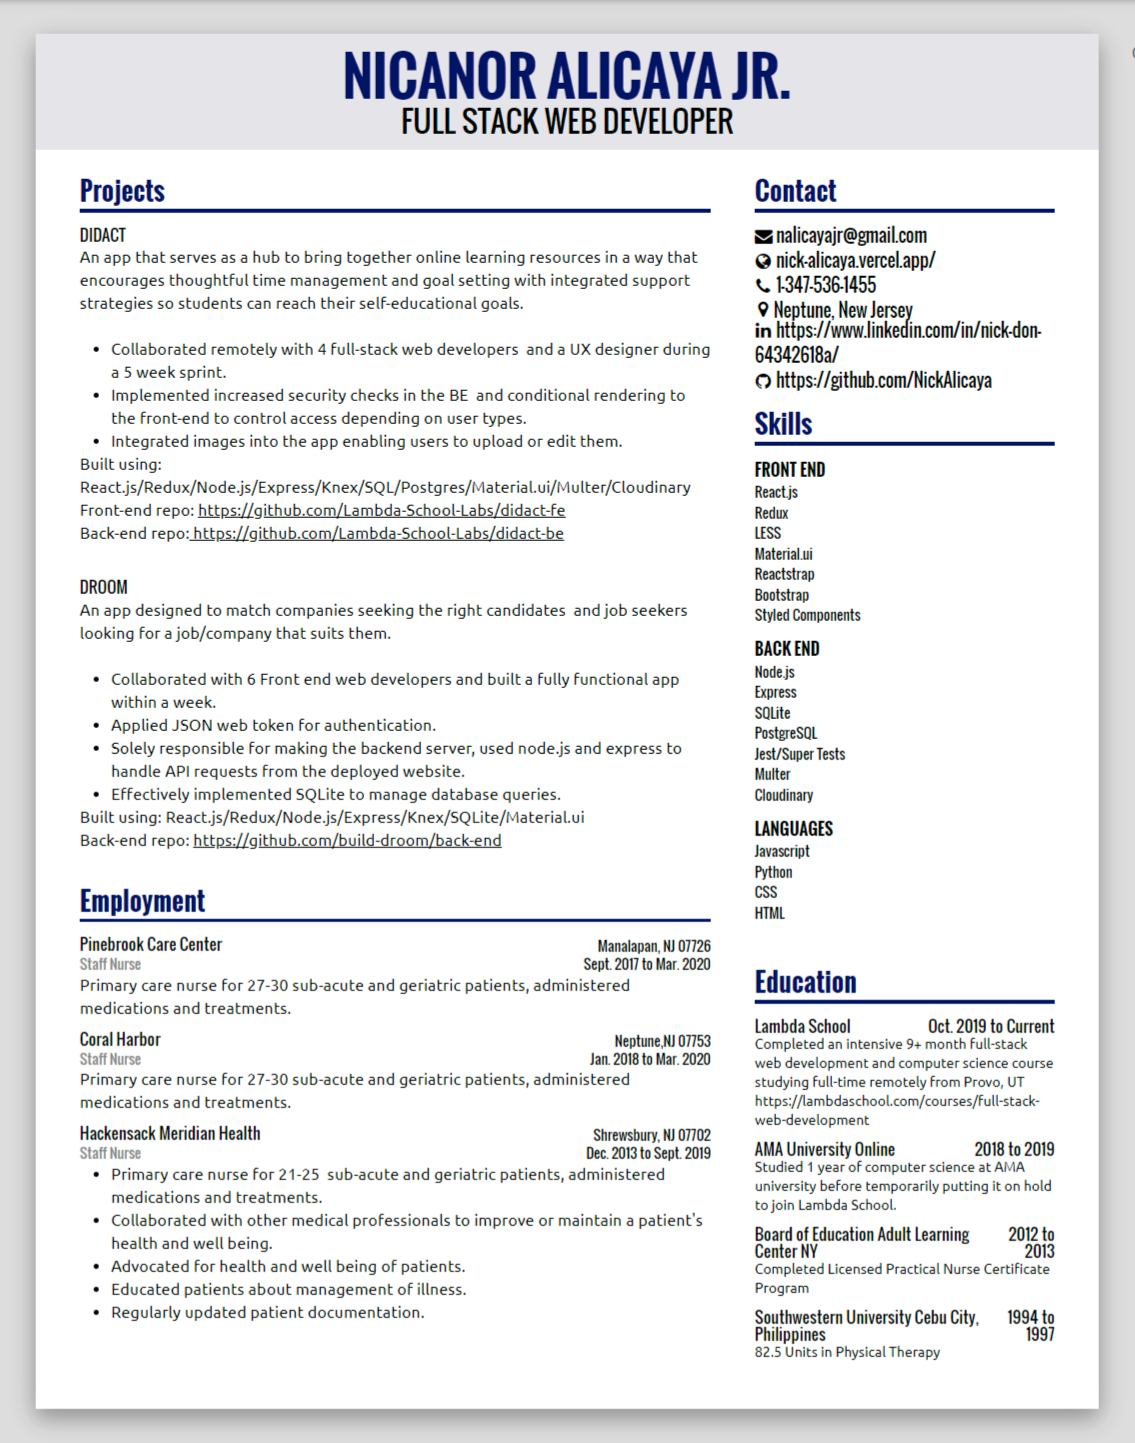 NICANOR ALICAYA JR.
FULL STACK WEB DEVELOPER
Projects
DIDACT
An app that serves as a hub to bring together online learning resources in a way that
encourages thoughtful time management and goal setting with integrated support
strategies so students can reach their self-educational goals.
• Collaborated remotely with 4 full-stack web developers and a UX designer during
a 5 week sprint.
• Implemented increased security checks in the BE and conditional rendering to
the front-end to control access depending on user types.
• Integrated images into the app enabling users to upload or edit them.
Built using:
React.js/Redux/Node.js/Express/Knex/SQL/Postgres/Material.ui/Multer/Cloudinary
Front-end repo: https://github.com/Lambda-School-Labs/didact-fe
Back-end repo: https://github.com/Lambda-School-Labs/didact-be
DROOM
An app designed to match companies seeking the right candidates and job seekers
looking for a job/company that suits them.
• Collaborated with 6 Front end web developers and built a fully functional app
within a week.
• Applied JSON web token for authentication.
• Solely responsible for making the backend server, used node.js and express to
handle API requests from the deployed website.
• Effectively implemented SQLite to manage database queries.
Built using: React.js/Redux/Node.js/Express/Knex/SQLite/Material.ui
Back-end repo: https://github.com/build-droom/back-end
Employment
Pinebrook Care Center Manalapan, NJ 07726
Staff Nurse Sept. 2017 to Mar. 2020
Primary care nurse for 27-30 sub-acute and geriatric patients, administered
medications and treatments.
Coral Harbor Neptune,NJ 07753
Staff Nurse Jan. 2018 to Mar. 2020
Primary care nurse for 27-30 sub-acute and geriatric patients, administered
medications and treatments.
Hackensack Meridian Health Shrewsbury, NJ 07702
Staff Nurse Dec. 2013 to Sept. 2019
• Primary care nurse for 21-25 sub-acute and geriatric patients, administered
medications and treatments.
• Collaborated with other medical professionals to improve or maintain a patient's
health and well being.
• Advocated for health and well being of patients.
• Educated patients about management of illness.
• Regularly updated patient documentation.
Contact
nalicayajr@gmail.com
nick-alicaya.vercel.app/
1-347-536-1455
Neptune, New Jersey
https://www.linkedin.com/in/nick-don-
64342618a/
https://github.com/NickAlicaya
Skills
FRONT END
React.js
Redux
LESS
Material.ui
Reactstrap
Bootstrap
Styled Components
BACK END
Node.js
Express
SQLite
PostgreSQL
Jest/Super Tests
Multer
Cloudinary
LANGUAGES
Javascript
Python
CSS
HTML
Education
Lambda School Oct. 2019 to Current
Completed an intensive 9+ month full-stack
web development and computer science course
studying full-time remotely from Provo, UT
https://lambdaschool.com/courses/full-stack-
web-development
AMA University Online 2018 to 2019
Studied 1 year of computer science at AMA
university before temporarily putting it on hold
to join Lambda School.
Board of Education Adult Learning 2012 to
Center NY 2013
Completed Licensed Practical Nurse Certificate
Program
Southwestern University Cebu City, 1994 to
Philippines 1997
82.5 Units in Physical Therapy